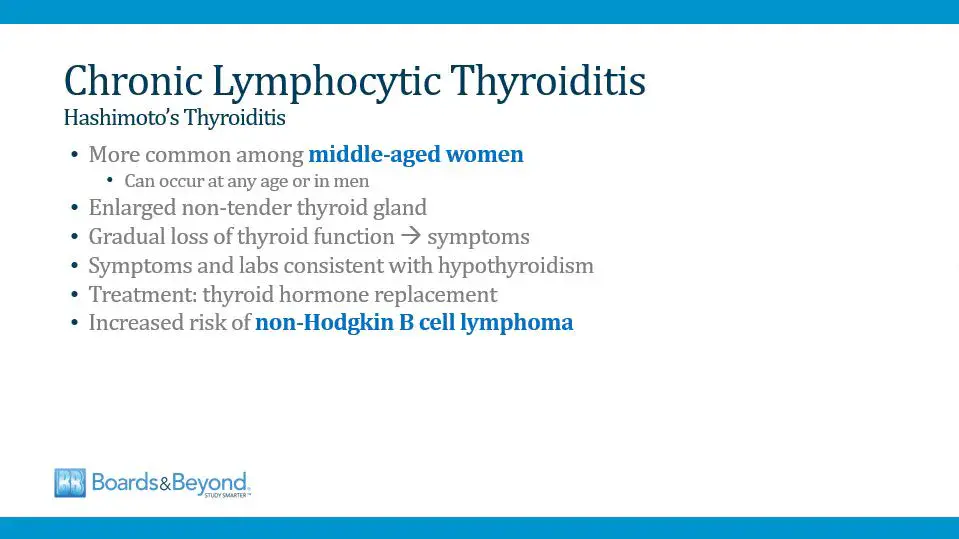 Chronic Lymphocytic Thyroiditis
Hashimoto's Thyroiditis
• More common among middle-aged women
• Can occur at any age or in men
• Enlarged non-tender thyroid gland
• Gradual loss of thyroid function → symptoms
• Symptoms and labs consistent with hypothyroidism
• Treatment: thyroid hormone replacement
• Increased risk of non-Hodgkin B cell lymphoma
BB Boards&Beyond.
STUDY SMARTER™